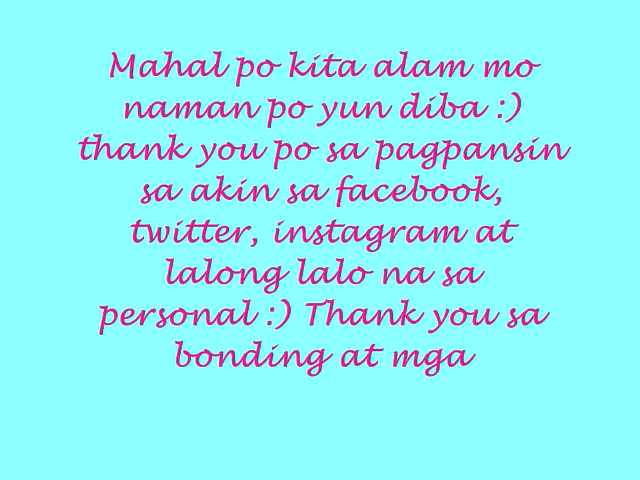 Mahal po kita alam mo
naman po yun diba :)
thank you po sa pagpansin
sa akin sa facebook,
twitter, instagram at
lalong lalo na sa
personal :) Thank you sa
bonding at mga